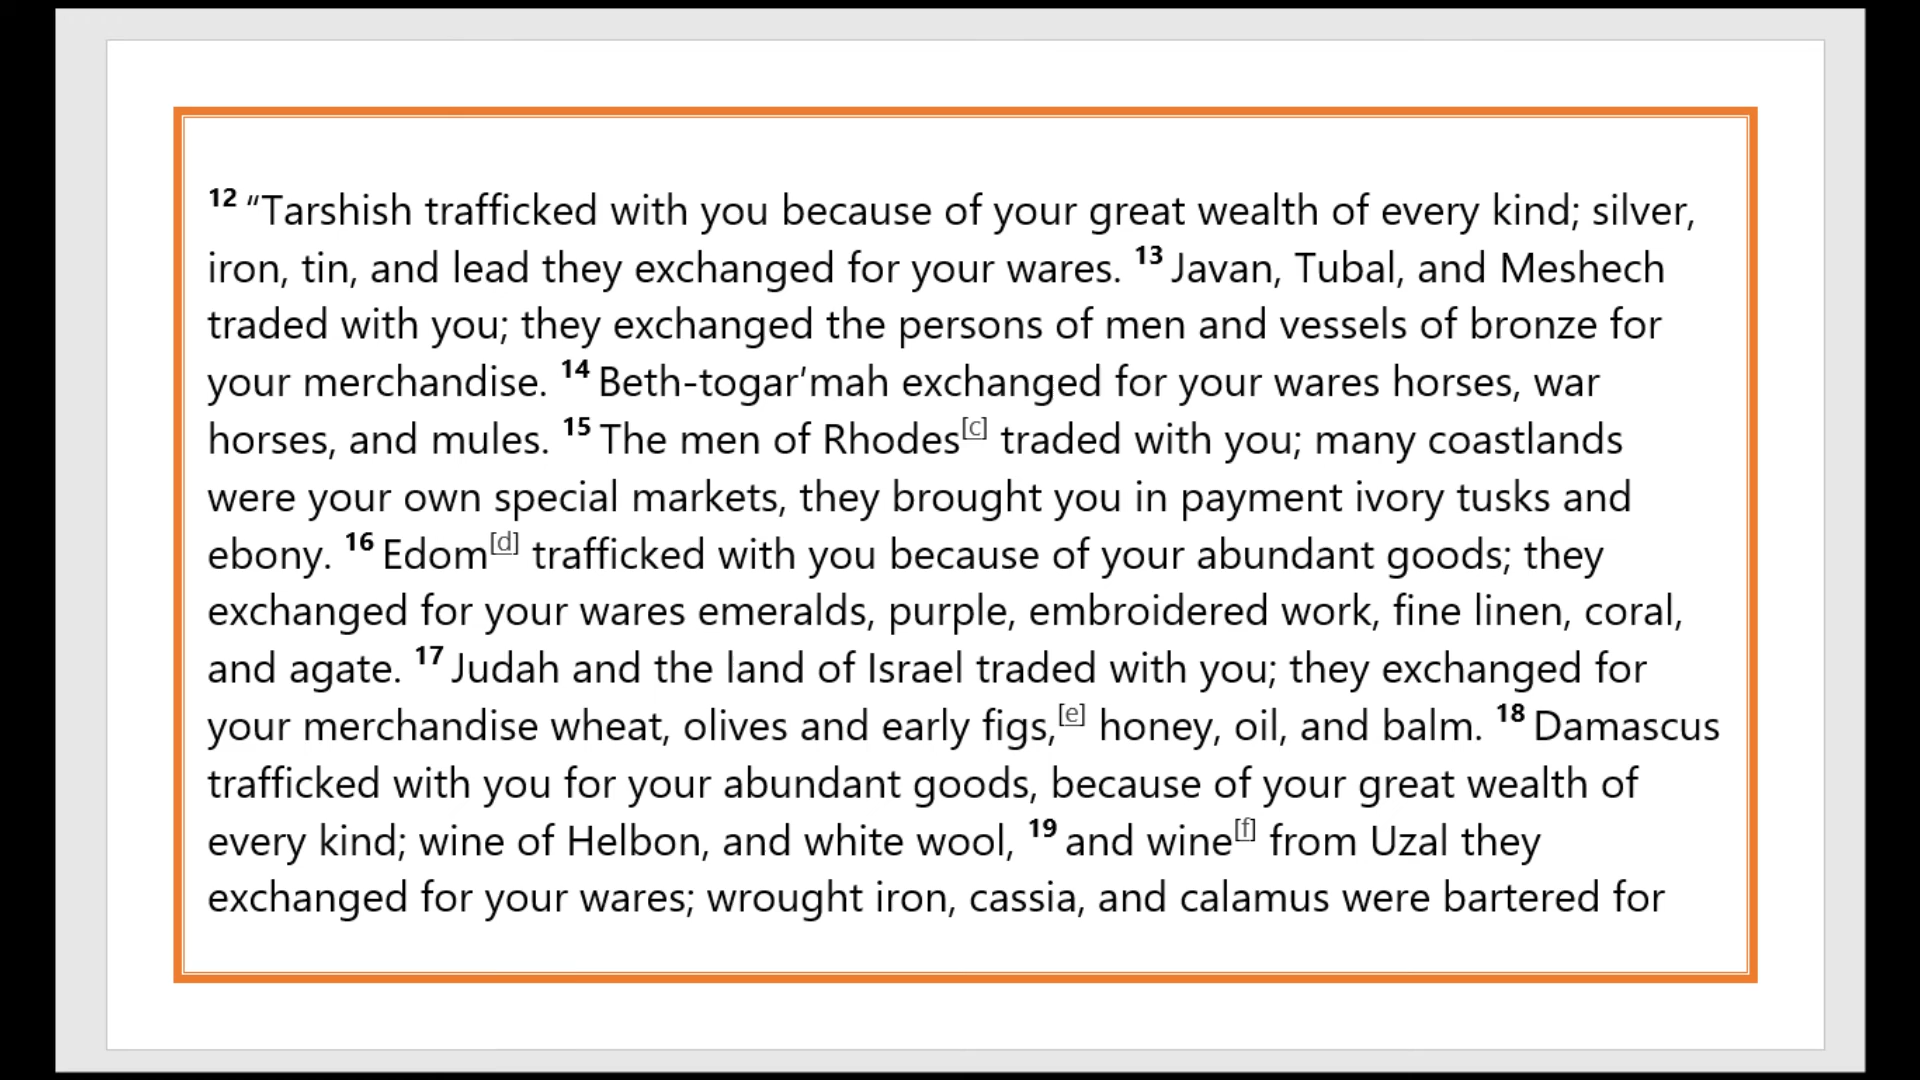 12 “Tarshish trafficked with you because of your great wealth of every kind; silver,
iron, tin, and lead they exchanged for your wares. 13 Javan, Tubal, and Meshech
traded with you; they exchanged the persons of men and vessels of bronze for
your merchandise. 14 Beth-togar′mah exchanged for your wares horses, war
horses, and mules. 15 The men of Rhodes[c] traded with you; many coastlands
were your own special markets, they brought you in payment ivory tusks and
ebony. 16 Edom[d] trafficked with you because of your abundant goods; they
exchanged for your wares emeralds, purple, embroidered work, fine linen, coral,
and agate. 17 Judah and the land of Israel traded with you; they exchanged for
your merchandise wheat, olives and early figs,[e] honey, oil, and balm. 18 Damascus
trafficked with you for your abundant goods, because of your great wealth of
every kind; wine of Helbon, and white wool, 19 and wine[f] from Uzal they
exchanged for your wares; wrought iron, cassia, and calamus were bartered for